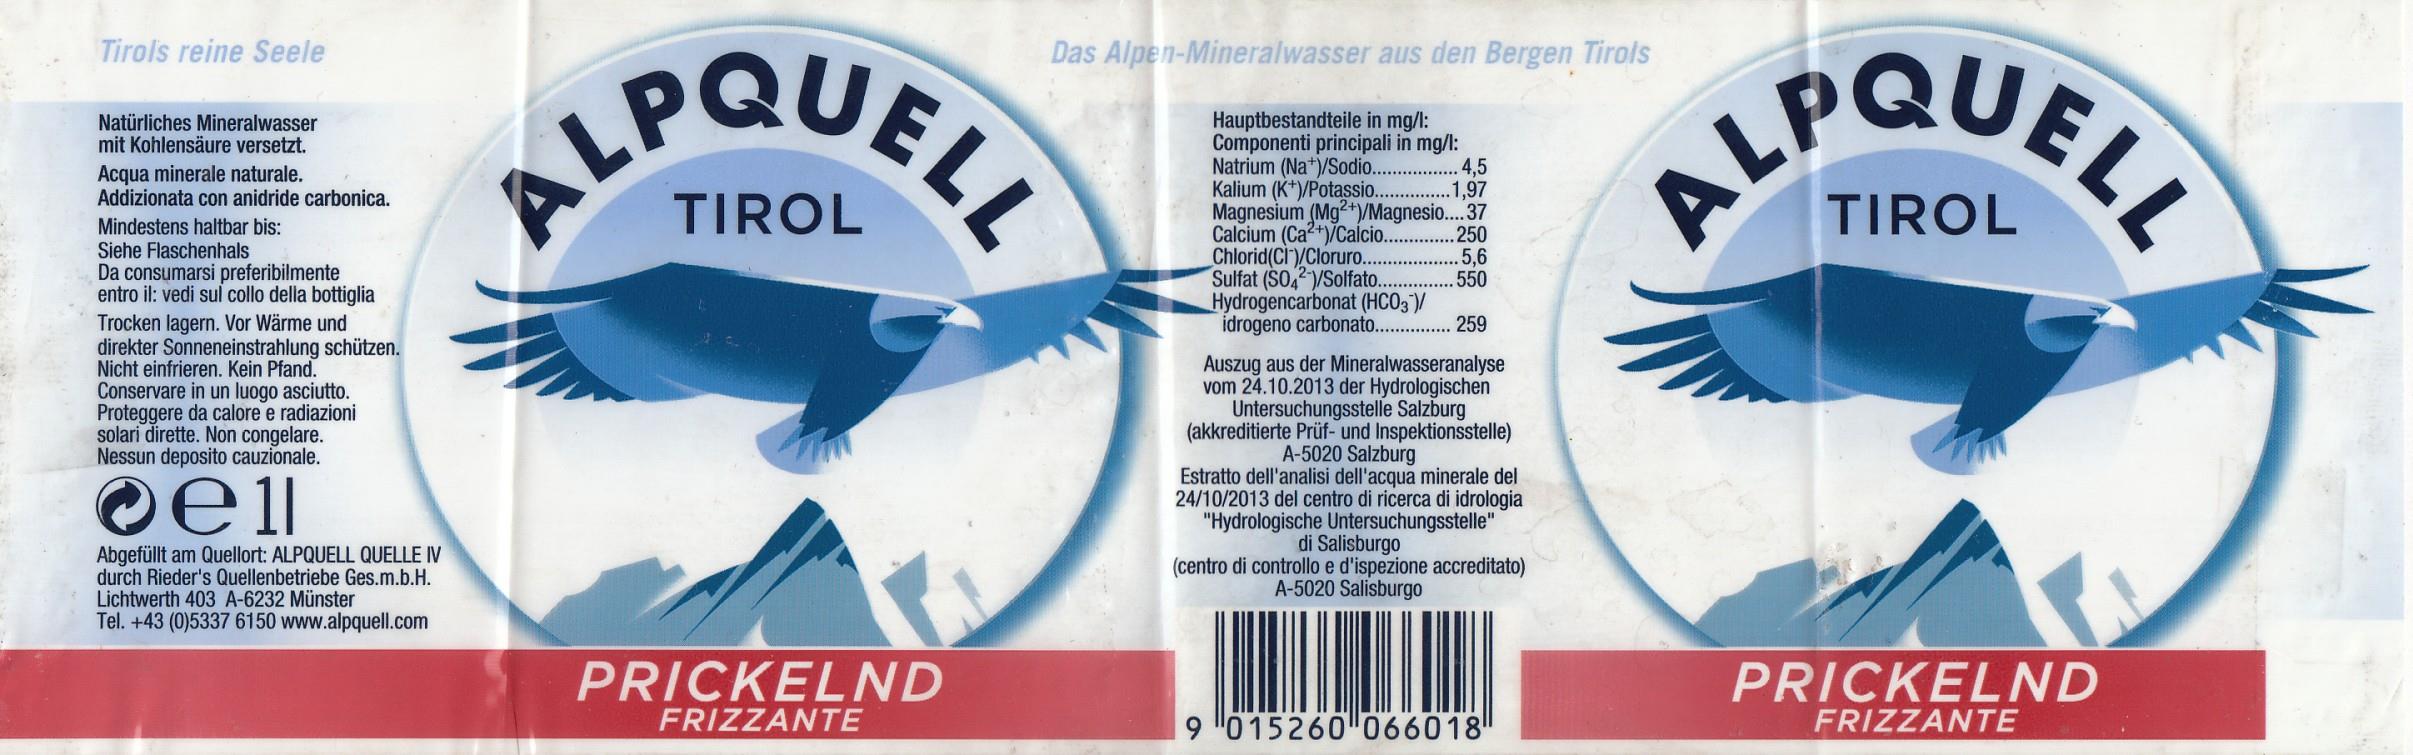 Tirols reine Seele
Natürliches Mineralwasser
mit Kohlensäure versetzt.
Acqua minerale naturale.
Addizionata con anidride carbonica.
Mindestens haltbar bis:
Siehe Flaschenhals
Da consumarsi preferibilmente
entro il: vedi sul collo della bottiglia
Trocken lagern. Vor Wärme und
direkter Sonneneinstrahlung schützen.
Nicht einfrieren. Kein Pfand.
Conservare in un luogo asciutto.
Proteggere da calore e radiazioni
solari dirette. Non congelare.
Nessun deposito cauzionale.
e 1l
Abgefüllt am Quellort: ALPQUELL QUELLE IV
durch Rieder's Quellenbetriebe Ges.m.b.H.
Lichtwerth 403 A-6232 Münster
Tel. +43 (0)5337 6150 www.alpquell.com
ALPQUELL
TIROL
PRICKELND
FRIZZANTE
Das Alpen-Mineralwasser aus den Bergen Tirols
Hauptbestandteile in mg/l:
Componenti principali in mg/l:
Natrium (Na⁺)/Sodio................. 4,5
Kalium (K⁺)/Potassio..............1,97
Magnesium (Mg²⁺)/Magnesio....37
Calcium (Ca²⁺)/Calcio..............250
Chlorid(Cl⁻)/Cloruro................... 5,6
Sulfat (SO₄²⁻)/Solfato...............550
Hydrogencarbonat (HCO₃⁻)/
idrogeno carbonato............... 259
Auszug aus der Mineralwasseranalyse
vom 24.10.2013 der Hydrologischen
Untersuchungsstelle Salzburg
(akkreditierte Prüf- und Inspektionsstelle)
A-5020 Salzburg
Estratto dell'analisi dell'acqua minerale del
24/10/2013 del centro di ricerca di idrologia
"Hydrologische Untersuchungsstelle"
di Salisburgo
(centro di controllo e d'ispezione accreditato)
A-5020 Salisburgo
9 015260 066018
ALPQUELL
TIROL
PRICKELND
FRIZZANTE